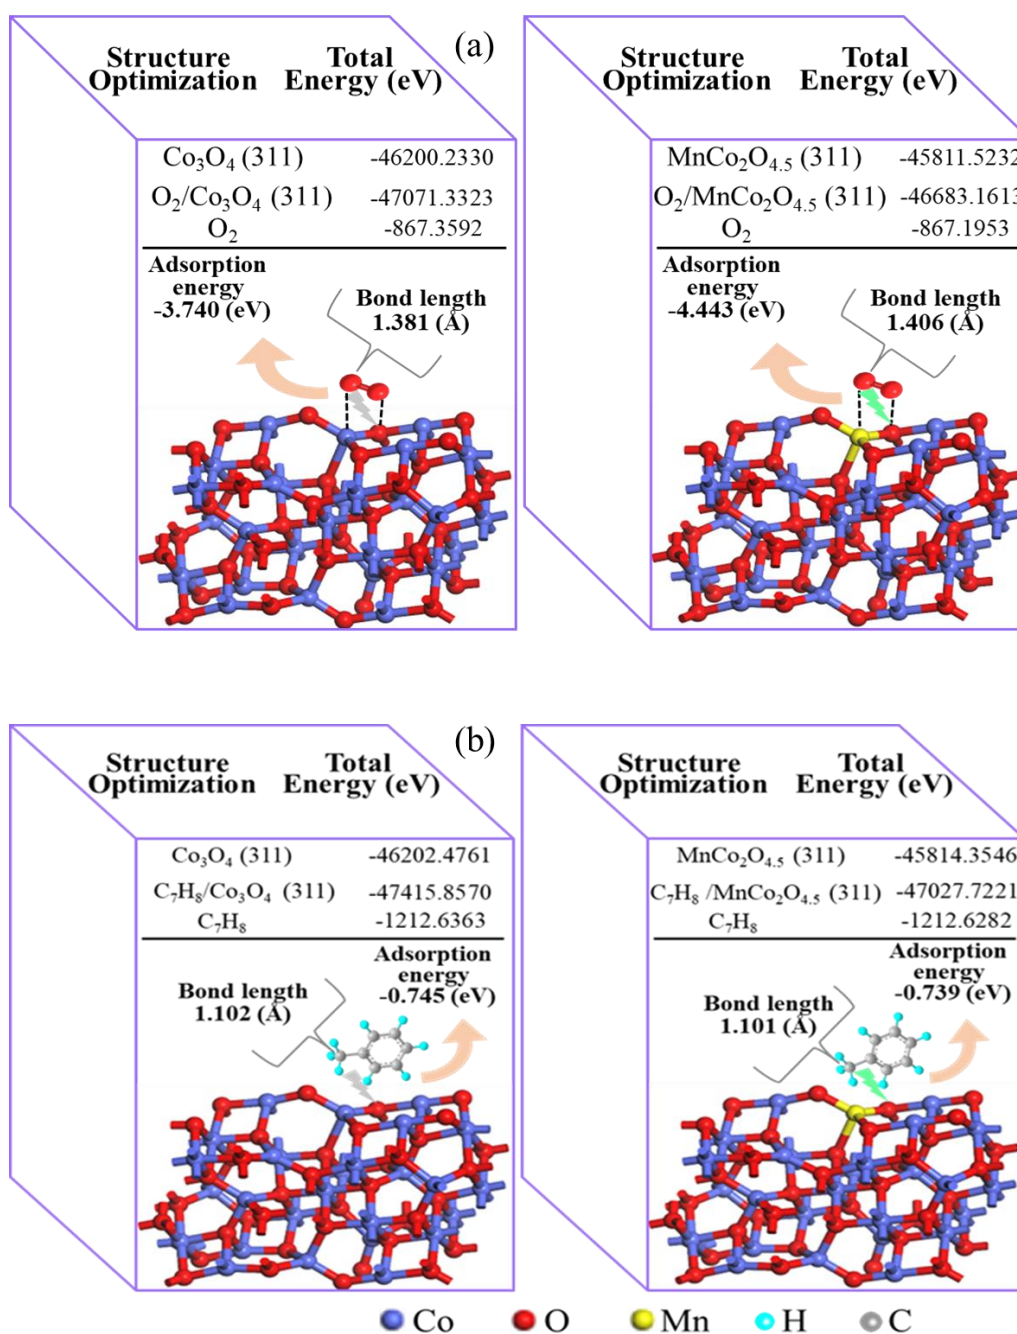 (a)
Structure Optimization Total Energy (eV)
Co₃O₄ (311) -46200.2330
O₂/Co₃O₄ (311) -47071.3323
O₂ -867.3592
Adsorption energy
-3.740 (eV)
Bond length
1.381 (Å)
Structure Optimization Total Energy (eV)
MnCo₂O₄.₅ (311) -45811.5232
O₂/MnCo₂O₄.₅ (311) -46683.1613
O₂ -867.1953
Adsorption energy
-4.443 (eV)
Bond length
1.406 (Å)
(b)
Structure Optimization Total Energy (eV)
Co₃O₄ (311) -46202.4761
C₇H₈/Co₃O₄ (311) -47415.8570
C₇H₈ -1212.6363
Adsorption energy
-0.745 (eV)
Bond length
1.102 (Å)
Structure Optimization Total Energy (eV)
MnCo₂O₄.₅ (311) -45814.3546
C₇H₈ /MnCo₂O₄.₅ (311) -47027.7221
C₇H₈ -1212.6282
Adsorption energy
-0.739 (eV)
Bond length
1.101 (Å)
Co O Mn H C